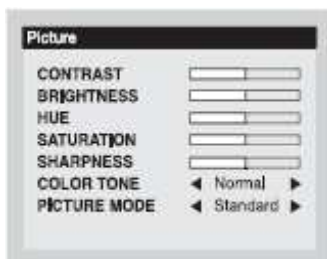 Picture
CONTRAST
BRIGHTNESS
HUE
SATURATION
SHARPNESS
COLOR TONE ◀ Normal ▶
PICTURE MODE ◀ Standard ▶